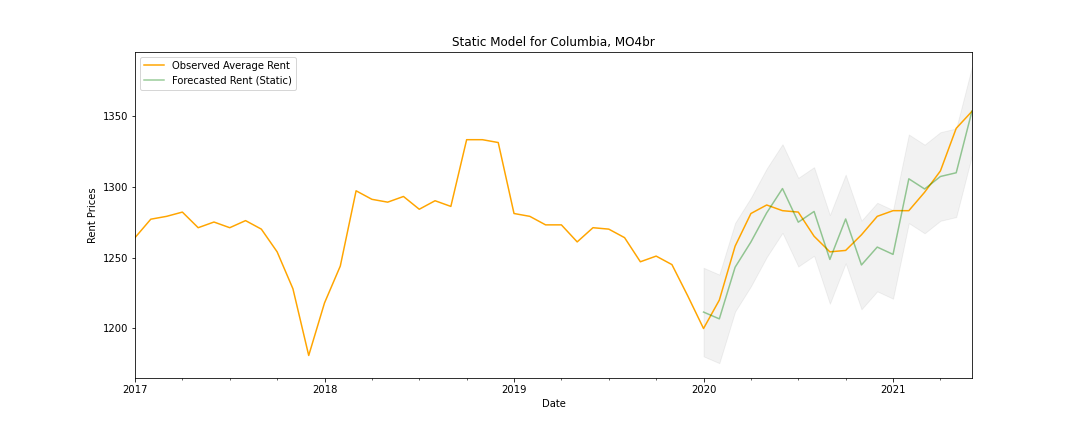 Static Model for Columbia, MO4br
Observed Average Rent
Forecasted Rent (Static)
Rent Prices
1350
1300
1250
1200
2017 2018 2019 2020 2021
Date